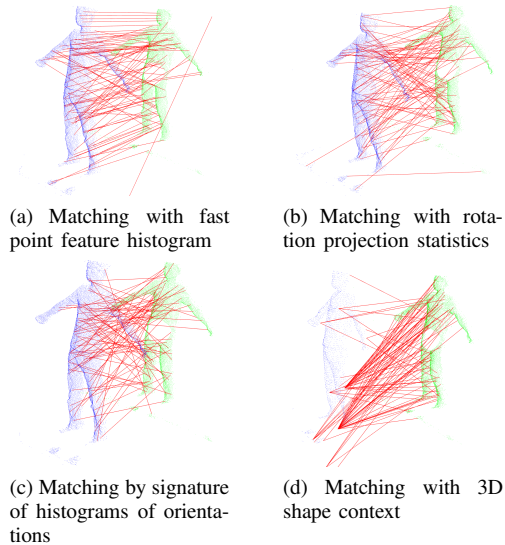 (a) Matching with fast
point feature histogram
(b) Matching with rota-
tion projection statistics
(c) Matching by signature
of histograms of orienta-
tions
(d) Matching with 3D
shape context